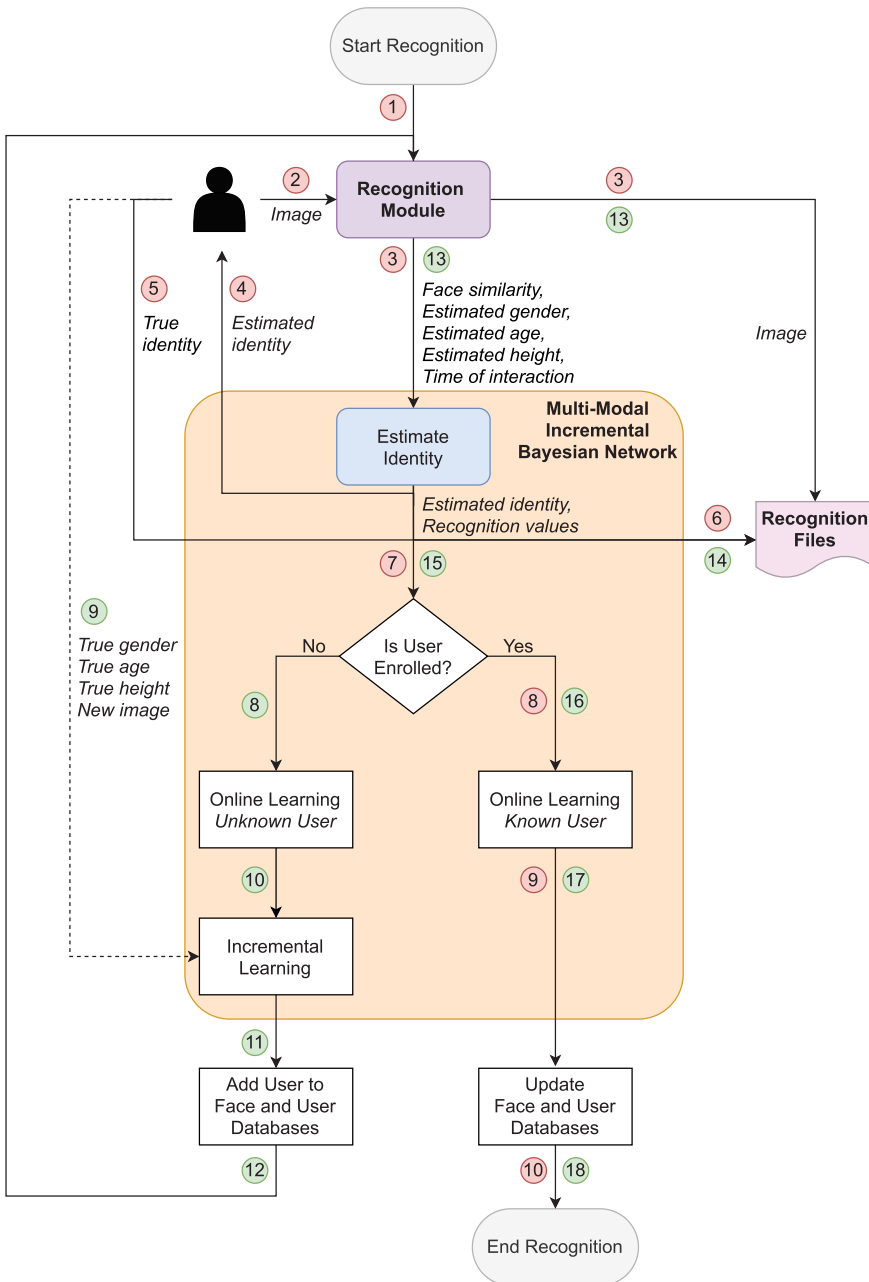 Start Recognition
1
2
Image
Recognition
Module
3
13
3
13
5
True
identity
4
Estimated
identity
Face similarity,
Estimated gender,
Estimated age,
Estimated height,
Time of interaction
Image
Multi-Modal
Incremental
Bayesian Network
Estimate
Identity
Estimated identity,
Recognition values
6
14
Recognition
Files
7
15
9
True gender
True age
True height
New image
No
Is User
Enrolled?
Yes
8
8
16
Online Learning
Unknown User
Online Learning
Known User
10
9
17
Incremental
Learning
11
Add User to
Face and User
Databases
Update
Face and User
Databases
12
10
18
End Recognition